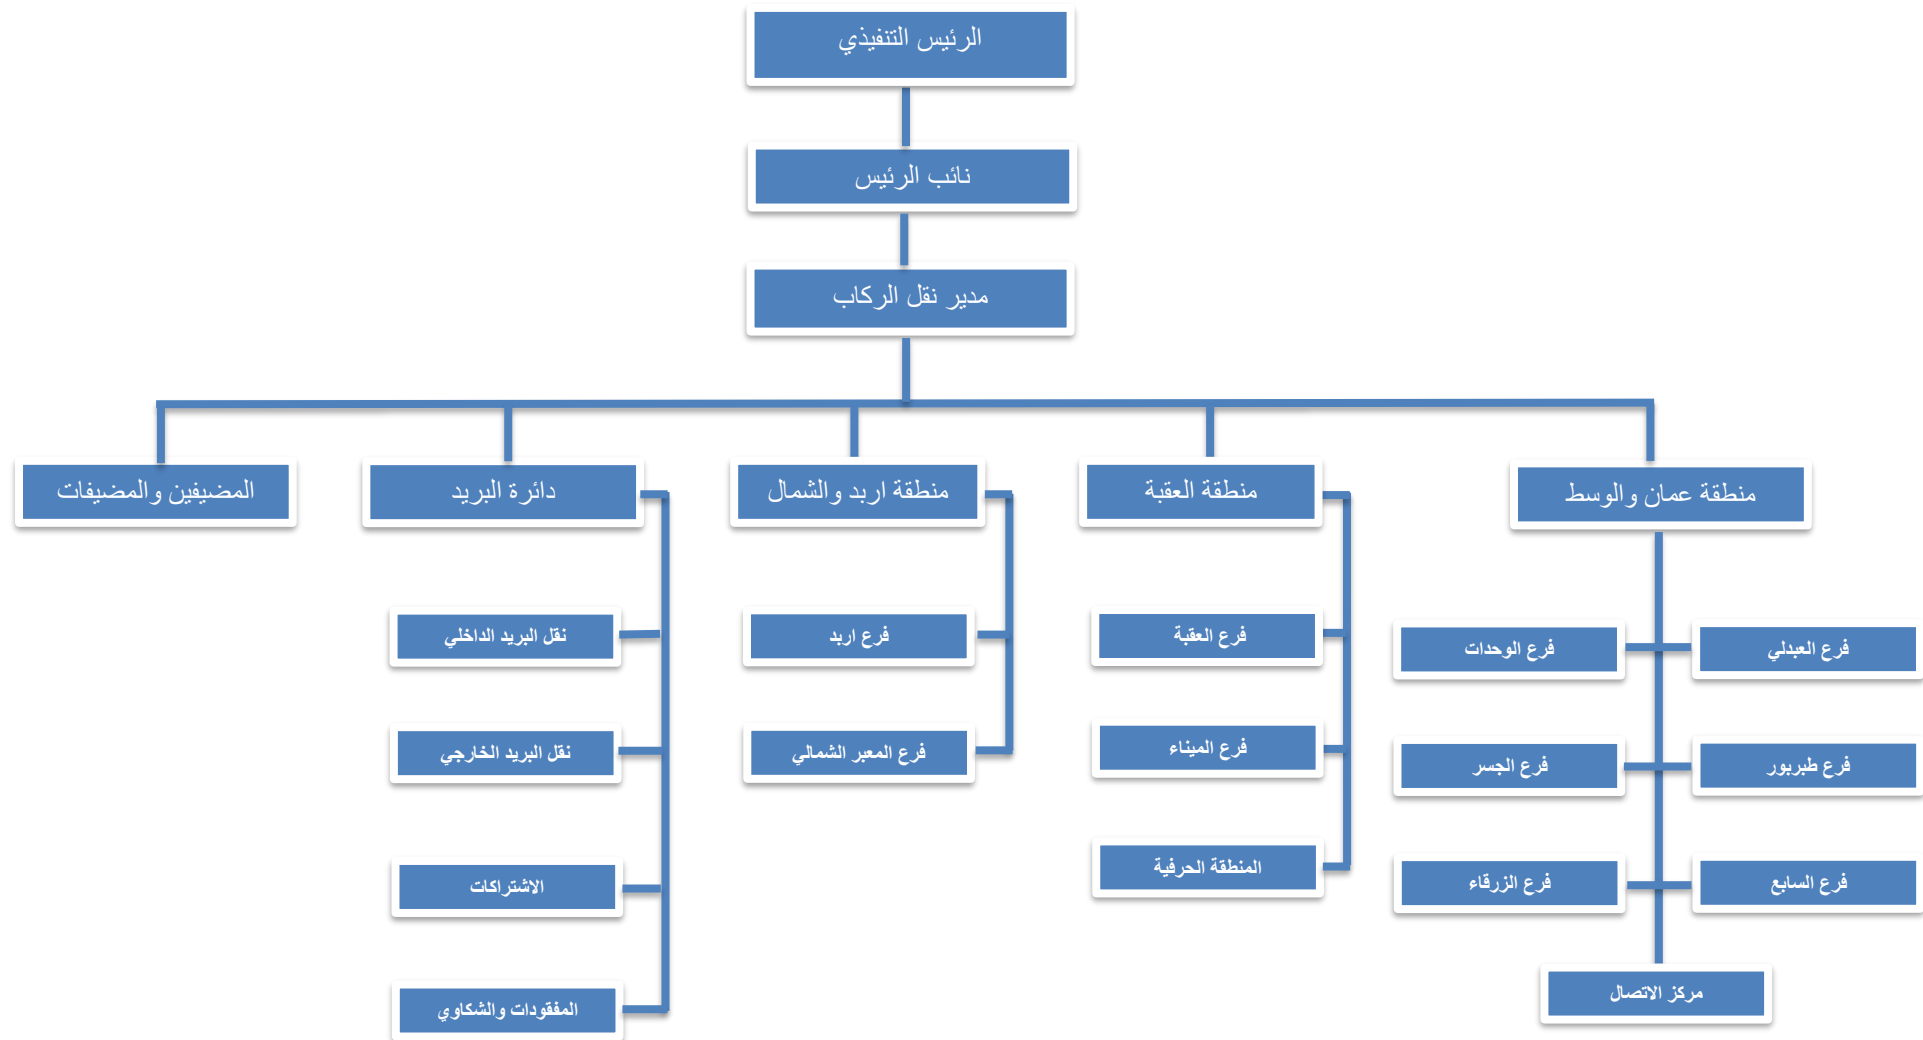 الرئيس التنفيذي
نائب الرئيس
مدير نقل الركاب
منطقة عمان والوسط
منطقة العقبة
منطقة اربد والشمال
دائرة البريد
المضيفين والمضيفات
فرع العبدلي
فرع الوحدات
فرع طبربور
فرع الجسر
فرع السابع
فرع الزرقاء
مركز الاتصال
فرع العقبة
فرع الميناء
المنطقة الحرفية
فرع اربد
فرع المعبر الشمالي
نقل البريد الداخلي
نقل البريد الخارجي
الاشتراكات
المفقودات والشكاوي